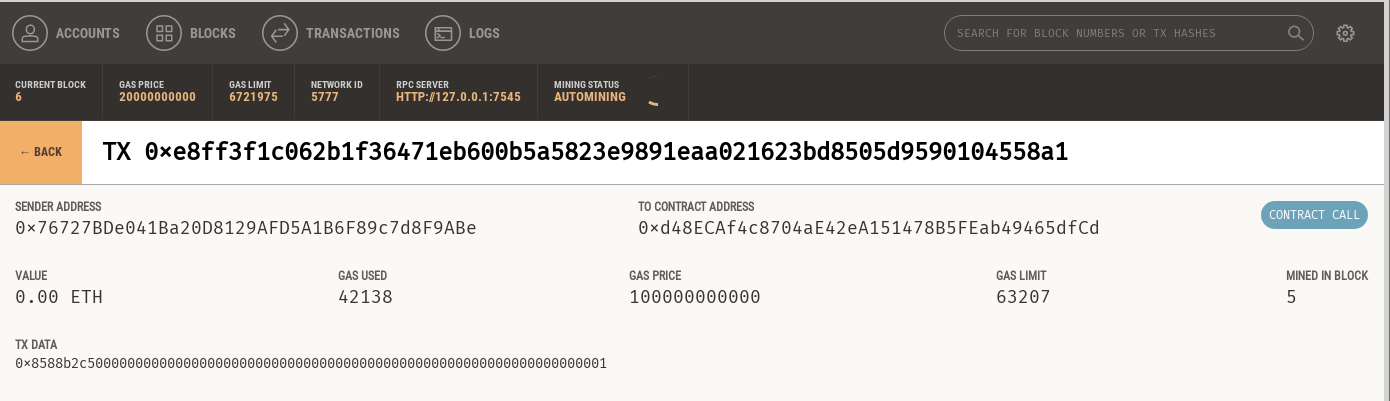 ACCOUNTS BLOCKS TRANSACTIONS LOGS SEARCH FOR BLOCK NUMBERS OR TX HASHES
CURRENT BLOCK GAS PRICE GAS LIMIT NETWORK ID RPC SERVER MINING STATUS
6 20000000000 6721975 5777 HTTP://127.0.0.1:7545 AUTOMINING
← BACK TX 0xe8ff3f1c062b1f36471eb600b5a5823e9891eaa021623bd8505d9590104558a1
SENDER ADDRESS TO CONTRACT ADDRESS
0x76727BDe041Ba20D8129AFD5A1B6F89c7d8F9ABe 0xd48ECAf4c8704aE42eA151478B5FEab49465dfCd CONTRACT CALL
VALUE GAS USED GAS PRICE GAS LIMIT MINED IN BLOCK
0.00 ETH 42138 100000000000 63207 5
TX DATA
0x8588b2c50000000000000000000000000000000000000000000000000000000000000001